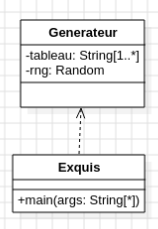 Generateur
-tableau: String[1..*]
-rng: Random
Exquis
+main(args: String[*])